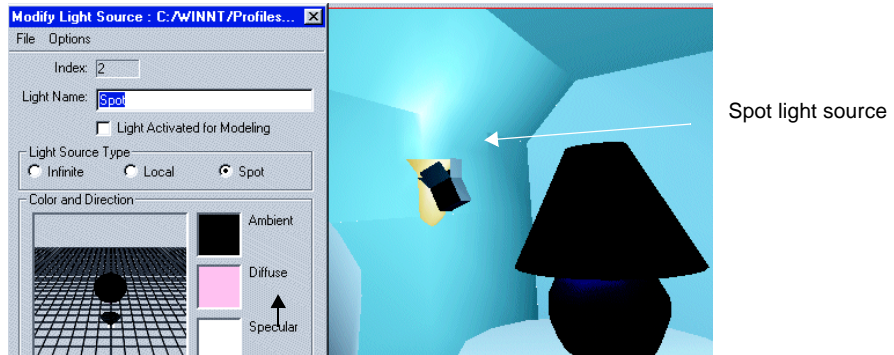 Modify Light Source : C:/WINNT/Profiles...
File Options
Index: 2
Light Name: Spot
Light Activated for Modeling
Light Source Type
Infinite Local Spot
Color and Direction
Ambient
Diffuse
Specular
Spot light source